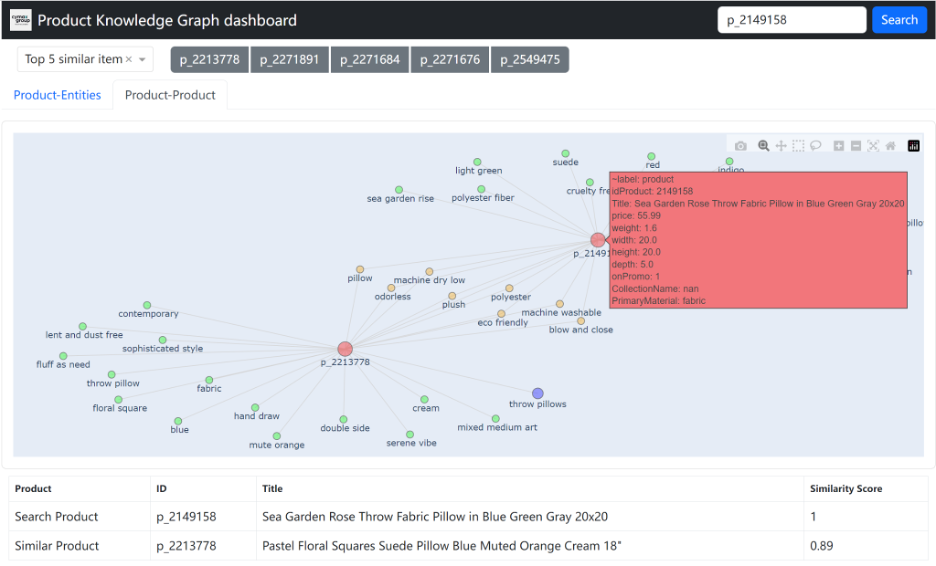 cymax group
Product Knowledge Graph dashboard
p_2149158
Search
Top 5 similar item × 
p_2213778
p_2271891
p_2271684
p_2271676
p_2549475
Product-Entities
Product-Product
suede
red
indigo
light green
cruelty fre
sea garden rise
polyester fiber
~label: product
idProduct: 2149158
Title: Sea Garden Rose Throw Fabric Pillow in Blue Green Gray 20x20
price: 55.99
weight: 1.6
width: 20.0
height: 20.0
depth: 5.0
onPromo: 1
CollectionName: nan
PrimaryMaterial: fabric
p_2149
pillow
machine dry low
odorless
polyester
plush
machine washable
eco friendly
blow and close
contemporary
lent and dust free
sophisticated style
p_2213778
fluff as need
throw pillow
fabric
floral square
hand draw
cream
throw pillows
blue
double side
mixed medium art
mute orange
serene vibe
Product ID Title Similarity Score
Search Product p_2149158 Sea Garden Rose Throw Fabric Pillow in Blue Green Gray 20x20 1
Similar Product p_2213778 Pastel Floral Squares Suede Pillow Blue Muted Orange Cream 18" 0.89